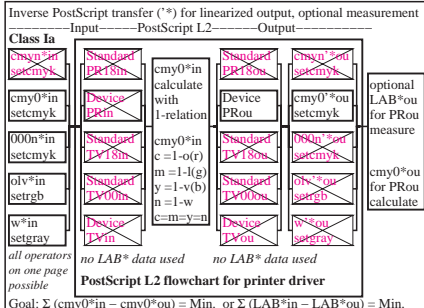 Inverse PostScript transfer ('*) for linearized output, optional measurement
--------Input-----PostScript L2------Output----------
Class Ia
cmyn*in
setcmyk
Standard
PR18in
cmy0*in
calculate
with
1-relation
Standard
PR18ou
cmyn'*ou
setcmyk
optional
LAB*ou
for PRou
measure
cmy0*in
setcmyk
Device
PRin
Device
PRou
cmy0'*ou
setcmyk
000n*in
setcmyk
Standard
TV18in
cmy0*in
c =1-o(r)
m =1-l(g)
y =1-v(b)
n =1-w
c=m=y=n
Standard
TV18ou
000n'*ou
setcmyk
cmy0*ou
for PRou
calculate
olv*in
setrgb
Standard
TV00in
Standard
TV00ou
olv'*ou
setrgb
w*in
setgray
Device
TVin
Device
TVou
w'*ou
setgray
all operators
on one page
possible
no LAB* data used
no LAB* data used
PostScript L2 flowchart for printer driver
Goal: Σ (cmy0*in − cmy0*ou) = Min. or Σ (LAB*in − LAB*ou) = Min.